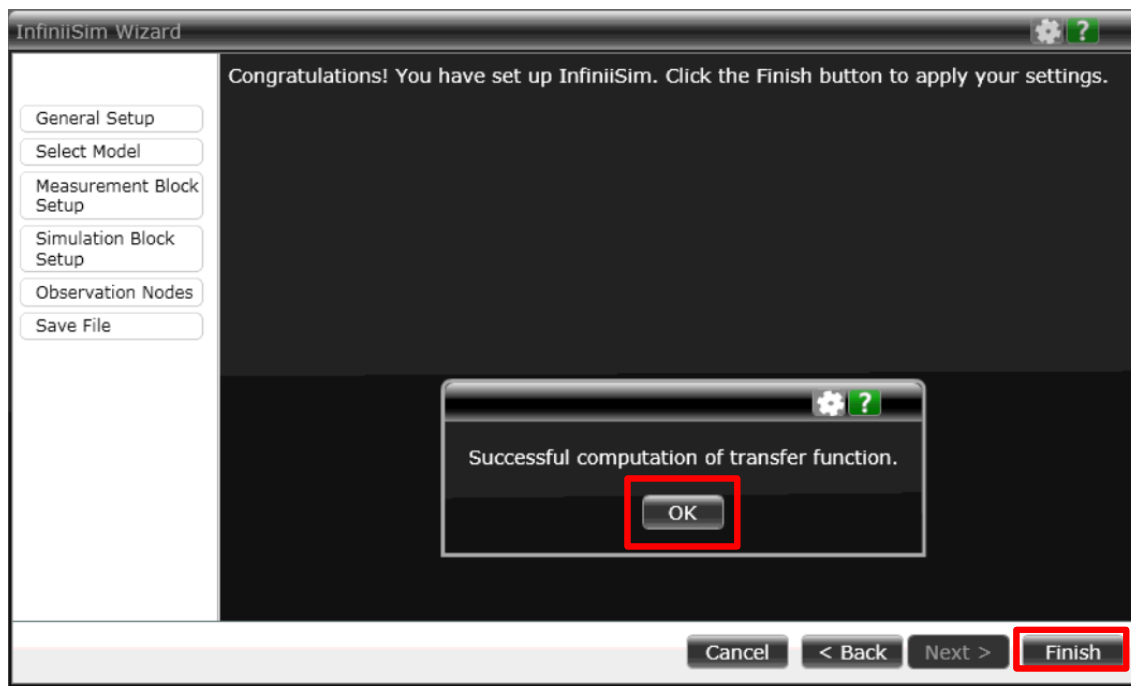 InfiniiSim Wizard
?
Congratulations! You have set up InfiniiSim. Click the Finish button to apply your settings.
General Setup
Select Model
Measurement Block
Setup
Simulation Block
Setup
Observation Nodes
Save File
?
Successful computation of transfer function.
OK
Cancel
< Back
Next >
Finish